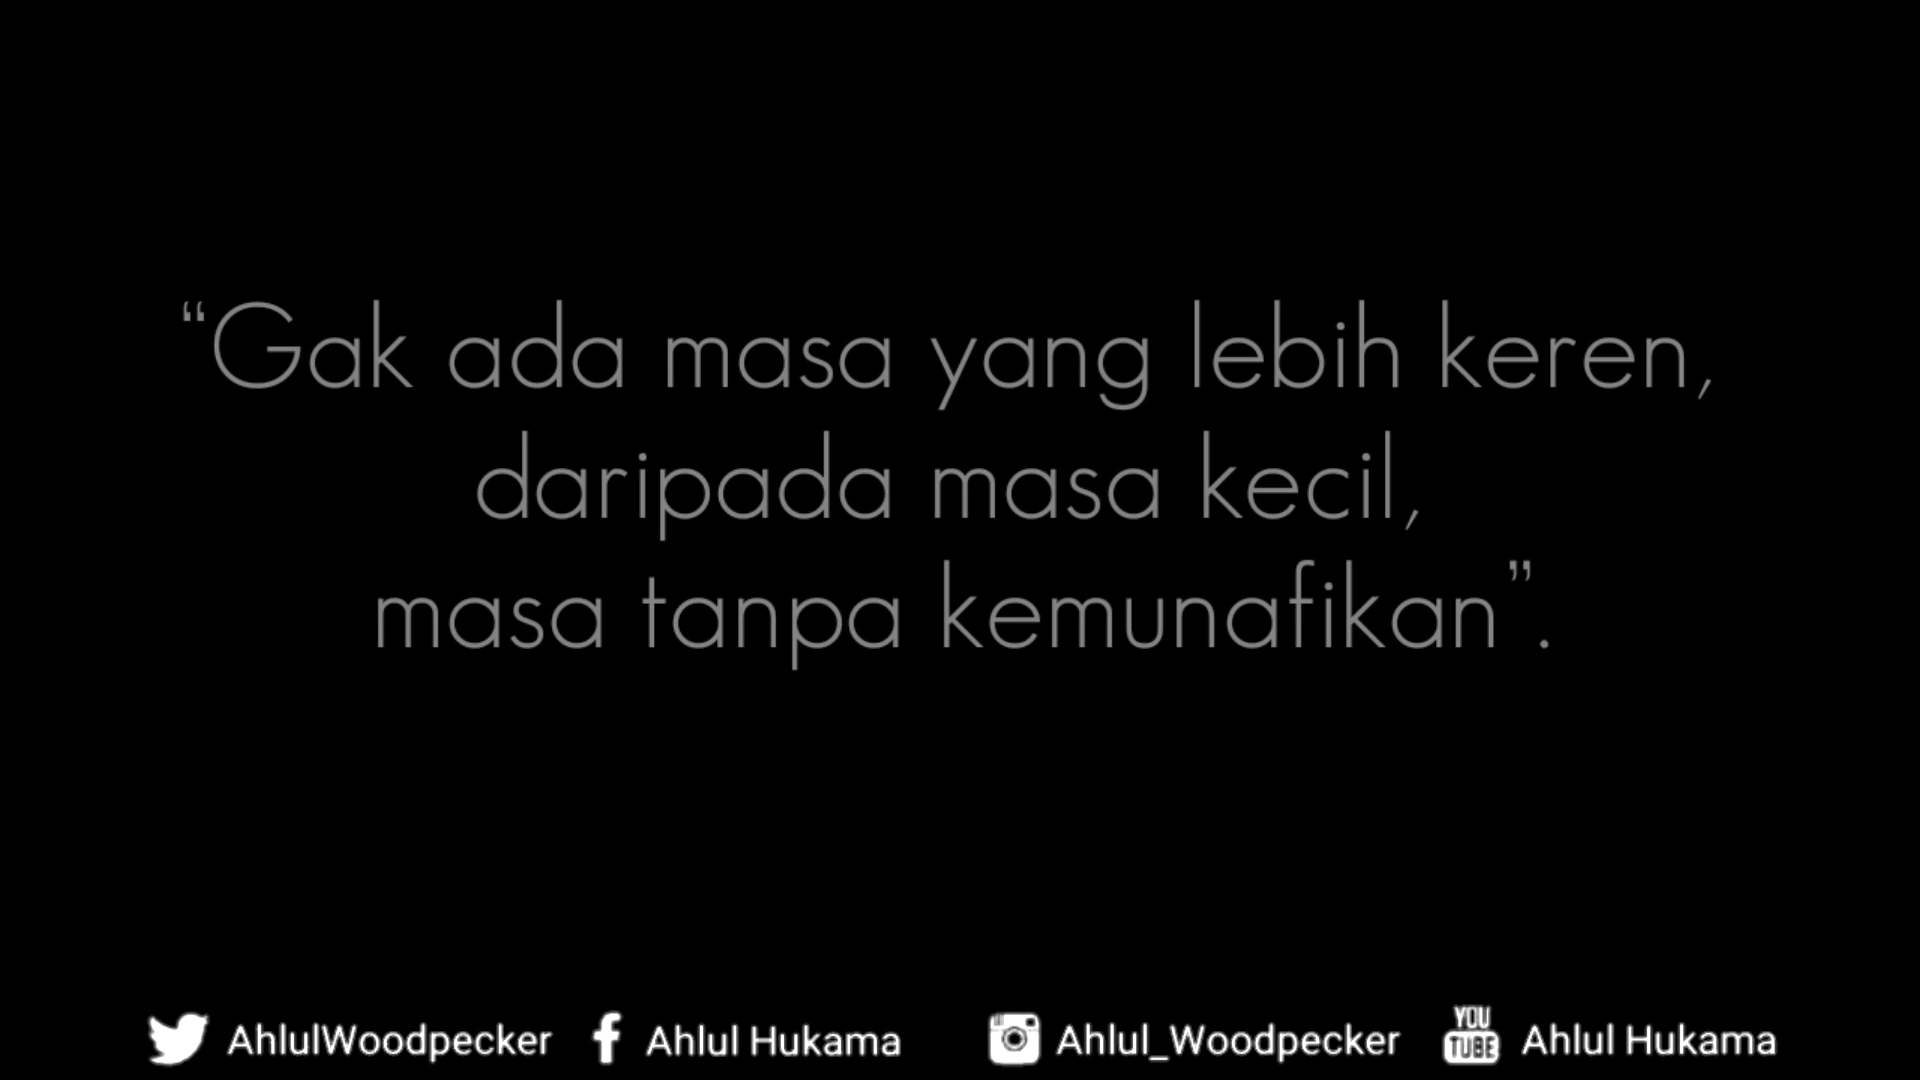 “Gak ada masa yang lebih keren,
daripada masa kecil,
masa tanpa kemunafikan”.
AhlulWoodpecker Ahlul Hukama Ahlul_Woodpecker YOU TUBE Ahlul Hukama